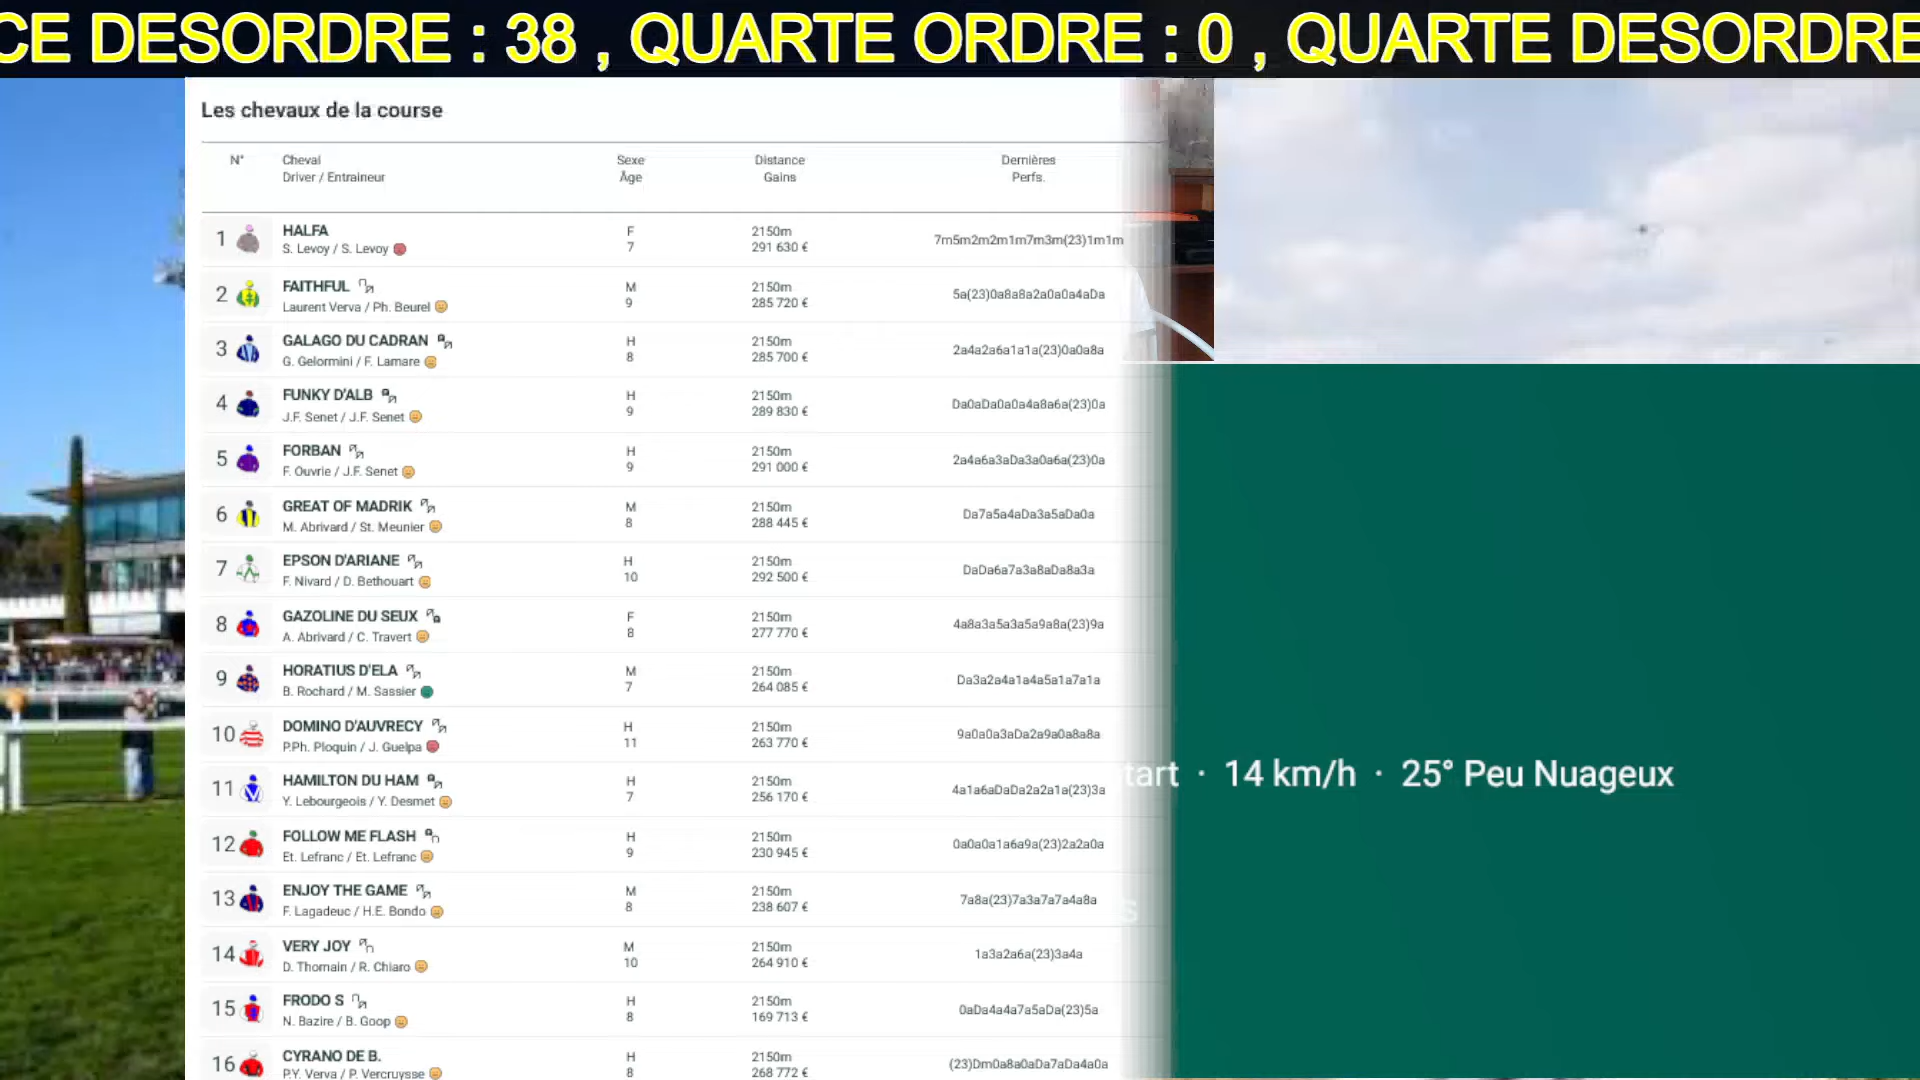 CE DESORDRE : 38 , QUARTE ORDRE : 0 , QUARTE DESORDRE
Les chevaux de la course
N° Cheval Sexe Distance Dernières
Driver / Entraineur Âge Gains Perfs.
1 HALFA F 2150m 7m5m2m2m1m7m3m(23)1m1m
S. Levoy / S. Levoy 7 291 630 €
2 FAITHFUL M 2150m 5a(23)0a8a8a2a0a0a4aDa
Laurent Verva / Ph. Beurel 9 285 720 €
3 GALAGO DU CADRAN H 2150m 2a4a2a6a1a1a(23)0a0a8a
G. Gelormini / F. Lamare 8 285 700 €
4 FUNKY D'ALB H 2150m Da0aDa0a0a4a8a6a(23)0a
J.F. Senet / J.F. Senet 9 289 830 €
5 FORBAN H 2150m 2a4a6a3aDa3a0a6a(23)0a
F. Ouvrie / J.F. Senet 9 291 000 €
6 GREAT OF MADRIK M 2150m Da7a5a4aDa3a5aDa0a
M. Abrivard / St. Meunier 8 288 445 €
7 EPSON D'ARIANE H 2150m DaDa6a7a3a8aDa8a3a
F. Nivard / D. Bethouart 10 292 500 €
8 GAZOLINE DU SEUX F 2150m 4a8a3a5a3a5a9a8a(23)9a
A. Abrivard / C. Travert 8 277 770 €
9 HORATIUS D'ELA M 2150m Da3a2a4a1a4a5a1a7a1a
B. Rochard / M. Sassier 7 264 085 €
10 DOMINO D'AUVRECY H 2150m 9a0a0a3aDa2a9a0a8a8a
P.Ph. Ploquin / J. Guelpa 11 263 770 €
11 HAMILTON DU HAM H 2150m 4a1a6aDaDa2a2a1a(23)3a
Y. Lebourgeois / Y. Desmet 7 256 170 €
tart · 14 km/h · 25° Peu Nuageux
12 FOLLOW ME FLASH H 2150m 0a0a0a1a6a9a(23)2a2a0a
Et. Lefranc / Et. Lefranc 9 230 945 €
13 ENJOY THE GAME M 2150m 7a8a(23)7a3a7a7a4a8a
F. Lagadeuc / H.E. Bondo 8 238 607 €
14 VERY JOY M 2150m 1a3a2a6a(23)3a4a
D. Thomain / R. Chiaro 10 264 910 €
15 FRODO S H 2150m 0aDa4a4a7a5aDa(23)5a
N. Bazire / B. Goop 8 169 713 €
16 CYRANO DE B. H 2150m (23)Dm0a8a0aDa7aDa4a0a
P.Y. Verva / P. Vercruysse 8 268 772 €